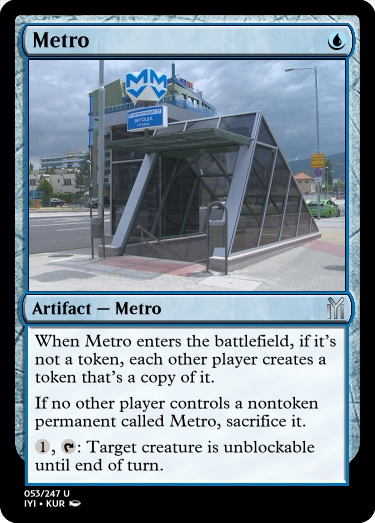 Metro
MM
Artifact — Metro
When Metro enters the battlefield, if it's
not a token, each other player creates a
token that's a copy of it.
If no other player controls a nontoken
permanent called Metro, sacrifice it.
1, T: Target creature is unblockable
until end of turn.
053/247 U
IYI • KUR